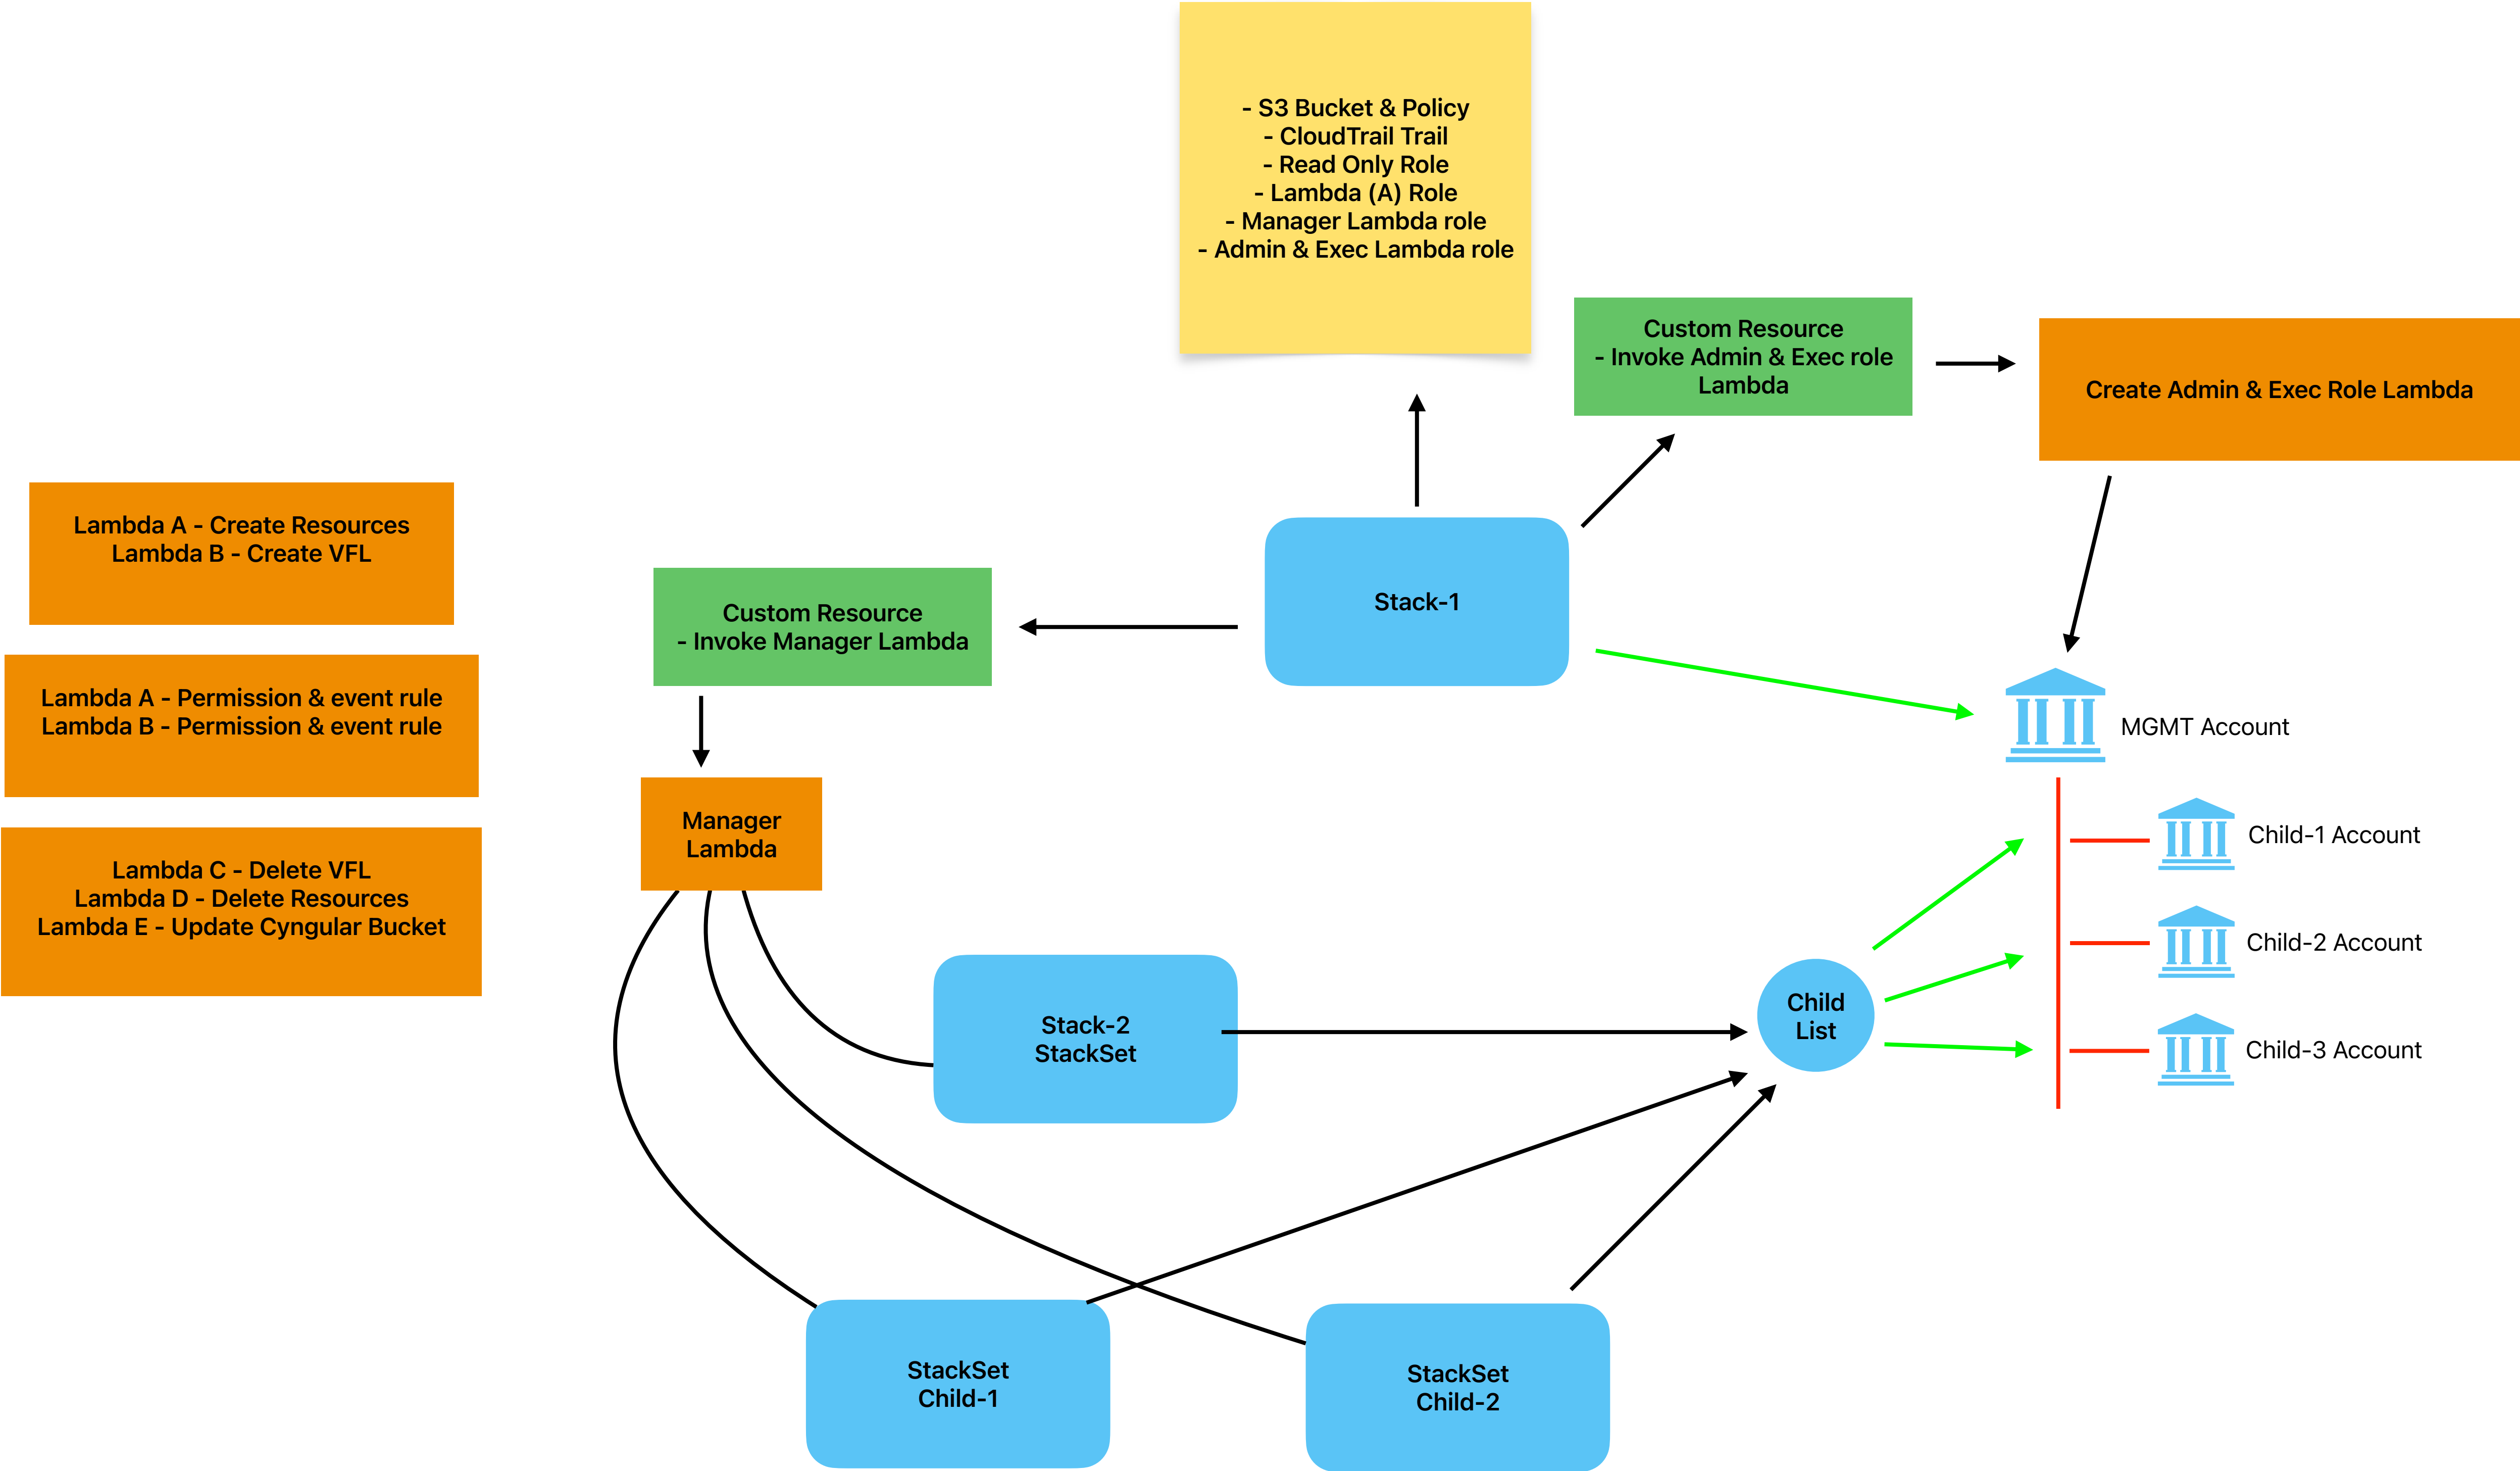 - S3 Bucket & Policy
- CloudTrail Trail
- Read Only Role
- Lambda (A) Role
- Manager Lambda role
- Admin & Exec Lambda role
Custom Resource
- Invoke Admin & Exec role
Lambda
Create Admin & Exec Role Lambda
Lambda A - Create Resources
Lambda B - Create VFL
Custom Resource
- Invoke Manager Lambda
Stack-1
Lambda A - Permission & event rule
Lambda B - Permission & event rule
MGMT Account
Manager
Lambda
Child-1 Account
Lambda C - Delete VFL
Lambda D - Delete Resources
Lambda E - Update Cyngular Bucket
Child-2 Account
Stack-2
StackSet
Child
List
Child-3 Account
StackSet
Child-1
StackSet
Child-2